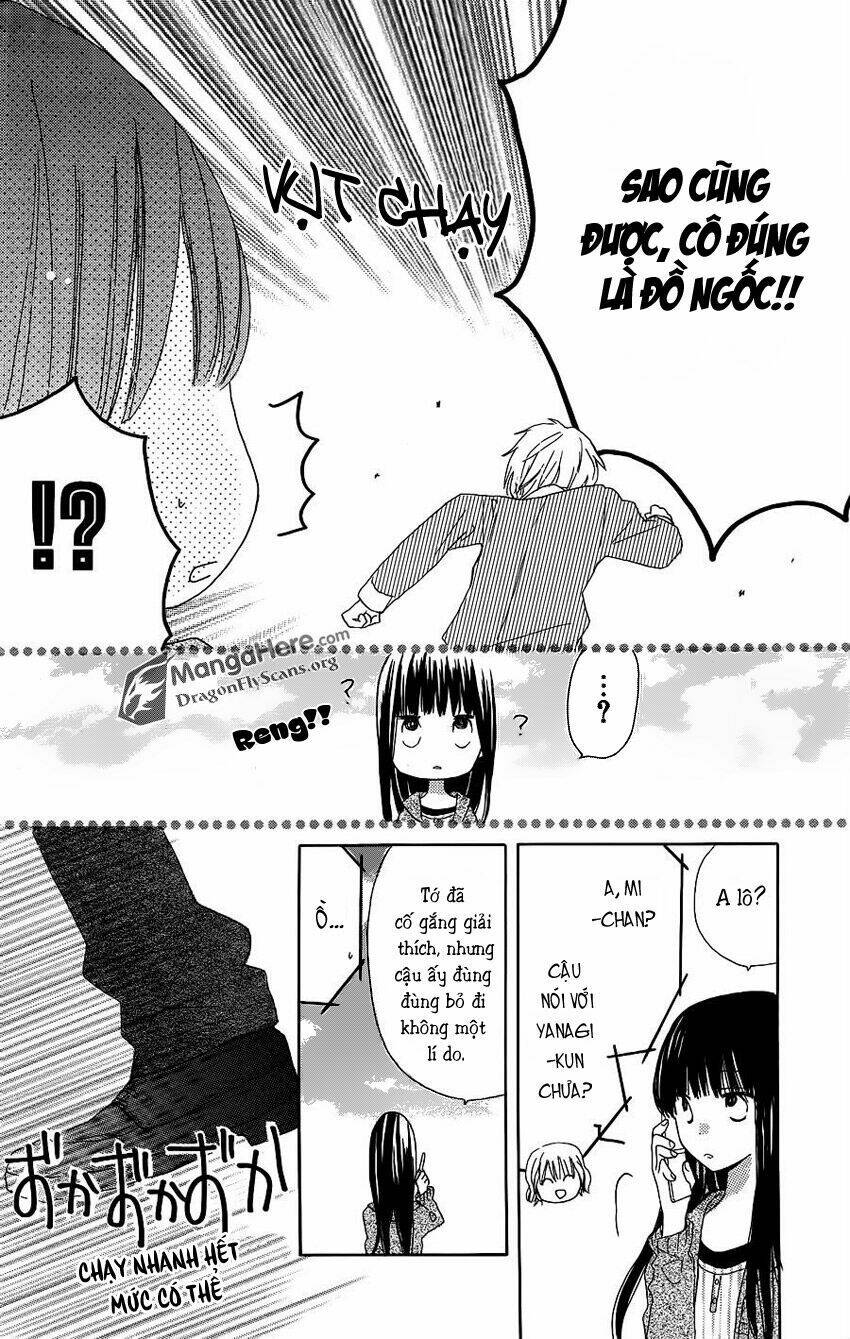 SAO CŨNG
ĐƯỢC, CÔ ĐÚNG
LÀ ĐỒ NGỐC!!
VỤT CHẠY
!?
MangaHere.com
DragonFlyScans.org
...?
?
?
Reng!!
A lô?
A, MI
-CHAN?
CẬU
NÓI VỚI
YANAGI
-KUN
CHƯA?
Tớ đã
cố gắng giải
thích, nhưng
cậu ấy đùng
đùng bỏ đi
không một
lí do.
Ồ...
おかおかおか
CHẠY NHANH HẾT
MỨC CÓ THỂ